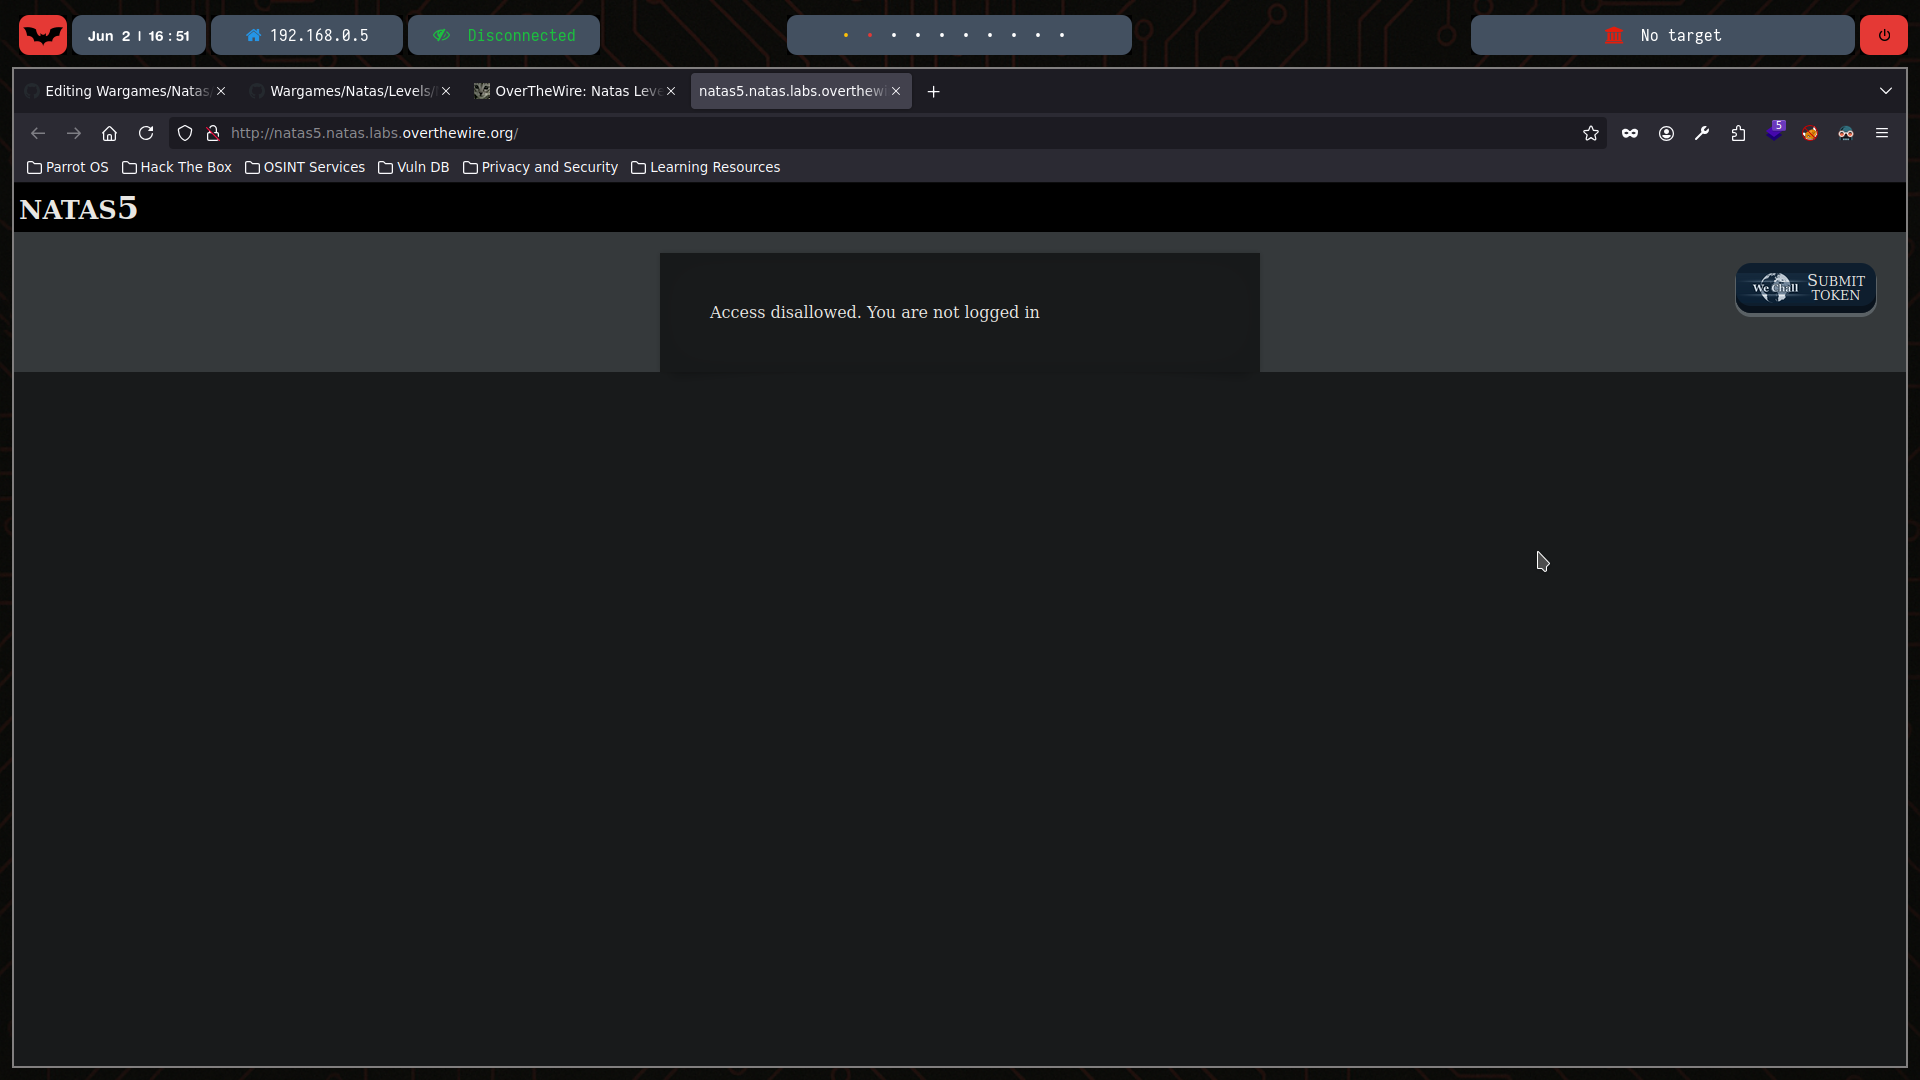 Jun 2 | 16:51
192.168.0.5
Disconnected
No target
Editing Wargames/Natas
Wargames/Natas/Levels/
OverTheWire: Natas Leve
natas5.natas.labs.overthewi
http://natas5.natas.labs.overthewire.org/
5
Parrot OS
Hack The Box
OSINT Services
Vuln DB
Privacy and Security
Learning Resources
NATAS5
Access disallowed. You are not logged in
We Chall
SUBMIT
TOKEN